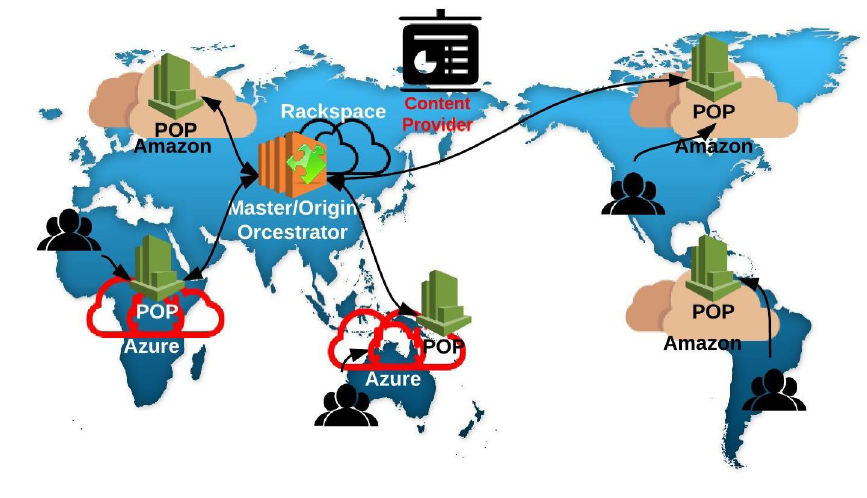 Content
Provider
Rackspace
POP
Amazon
POP
Amazon
Master/Origin
Orcestrator
POP
Azure
POP
Azure
POP
Amazon